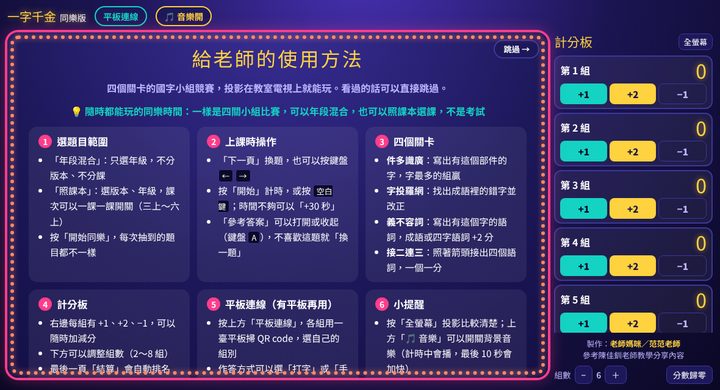 一字千金 同樂版
平板連線
🎵 音樂開
跳過 →
給老師的使用方法
四個關卡的國字小組競賽，投影在教室電視上就能玩。看過的話可以直接跳過。
💡 隨時都能玩的同樂時間：一樣是四關小組比賽，可以年段混合，也可以照課本選課，不是考試
1 選題目範圍
• 「年段混合」：只選年級，不分
版本、不分課
• 「照課本」：選版本、年級，課
次可以一課一課開關（三上～六
上）
• 按「開始同樂」，每次抽到的題
目都不一樣
2 上課時操作
• 「下一頁」換題，也可以按鍵盤
← →
• 按「開始」計時，或按 空白
鍵；時間不夠可以「+30 秒」
• 「參考答案」可以打開或收起
（鍵盤 A），不喜歡這題就「換
一題」
3 四個關卡
• 件多識廣：寫出有這個部件的
字，字最多的組贏
• 字投羅網：找出成語裡的錯字並
改正
• 義不容詞：寫出有這個字的語
詞，成語或四字語詞 +2 分
• 接二連三：照著箭頭接出四個語
詞，一個一分
4 計分板
• 右邊每組有 +1、+2、−1，可以
隨時加減分
• 下方可以調整組數（2～8 組）
• 最後一頁「結算」會自動排名
5 平板連線（有平板再用）
• 按上方「平板連線」，各組用一
臺平板掃 QR code，選自己的
組別
• 作答方式可以選「打字」或「手
6 小提醒
• 按「全螢幕」投影比較清楚；上
方「🎵 音樂」可以開關背景音
樂（計時中會播，最後 10 秒會
加快）
計分板
全螢幕
第 1 組 0
+1 +2 −1
第 2 組 0
+1 +2 −1
第 3 組 0
+1 +2 −1
第 4 組 0
+1 +2 −1
第 5 組 0
+1 +2 −1
製作：老師媽咪／范范老師
參考陳佳釧老師教學分享內容
組數 − 6 + 分數歸零